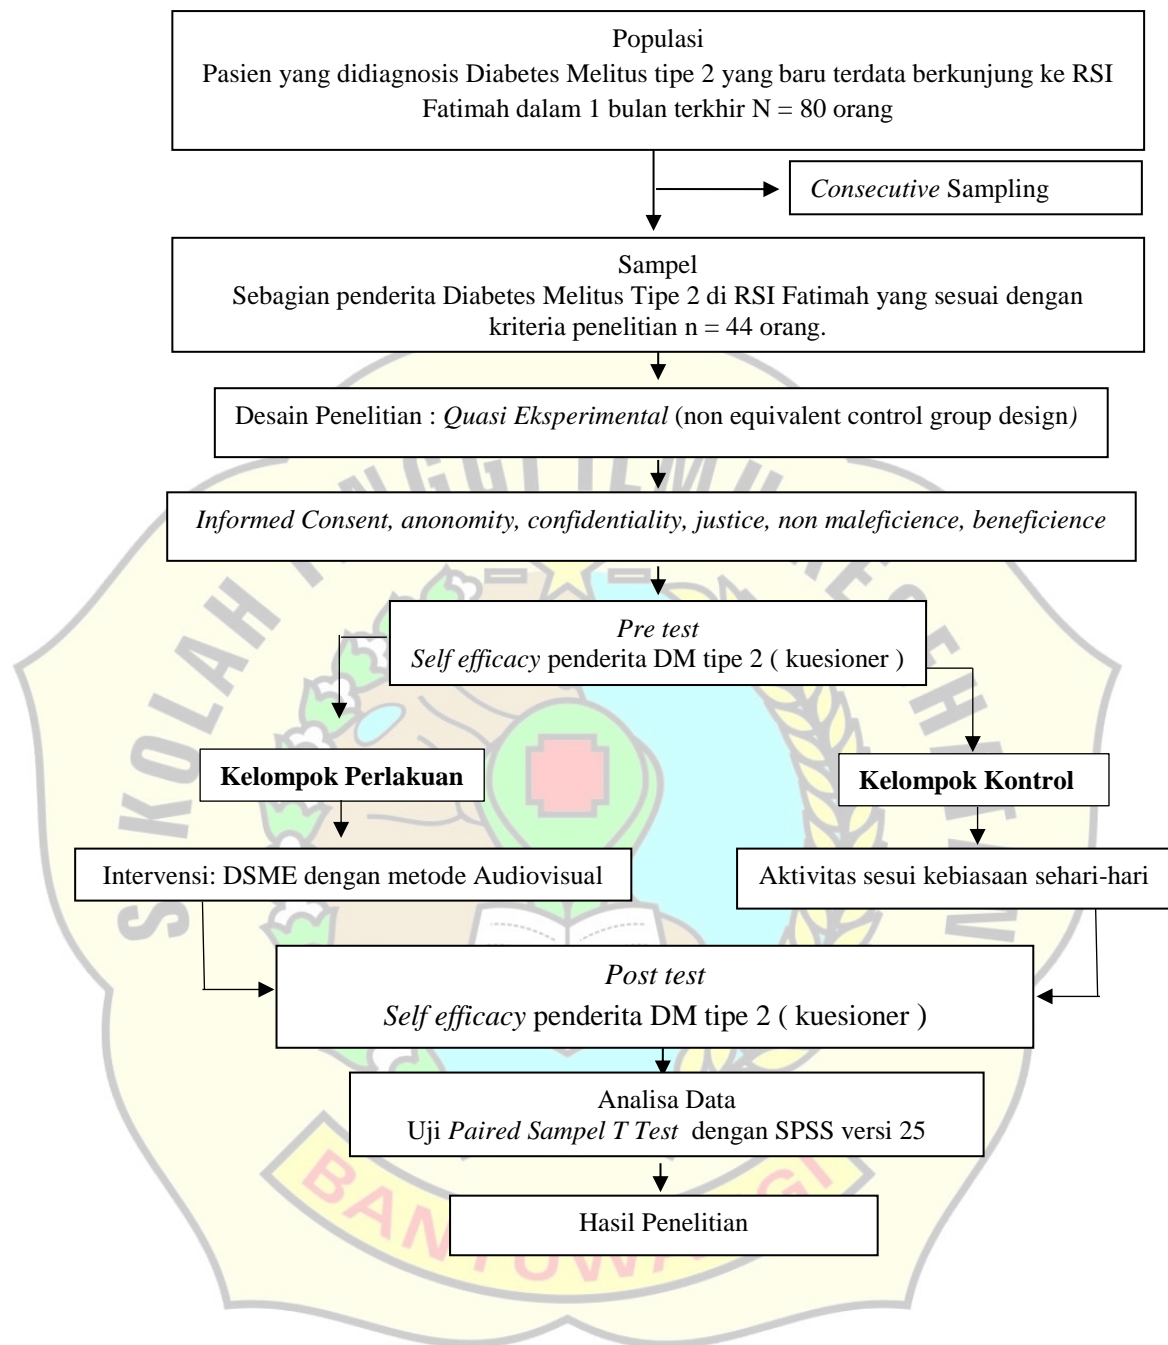 Populasi
Pasien yang didiagnosis Diabetes Melitus tipe 2 yang baru terdata berkunjung ke RSI
Fatimah dalam 1 bulan terkhir N = 80 orang
Consecutive Sampling
Sampel
Sebagian penderita Diabetes Melitus Tipe 2 di RSI Fatimah yang sesuai dengan
kriteria penelitian n = 44 orang.
Desain Penelitian : Quasi Eksperimental (non equivalent control group design)
Informed Consent, anonomity, confidentiality, justice, non maleficience, beneficience
Pre test
Self efficacy penderita DM tipe 2 ( kuesioner )
Kelompok Perlakuan
Kelompok Kontrol
Intervensi: DSME dengan metode Audiovisual
Aktivitas sesui kebiasaan sehari-hari
Post test
Self efficacy penderita DM tipe 2 ( kuesioner )
Analisa Data
Uji Paired Sampel T Test dengan SPSS versi 25
Hasil Penelitian